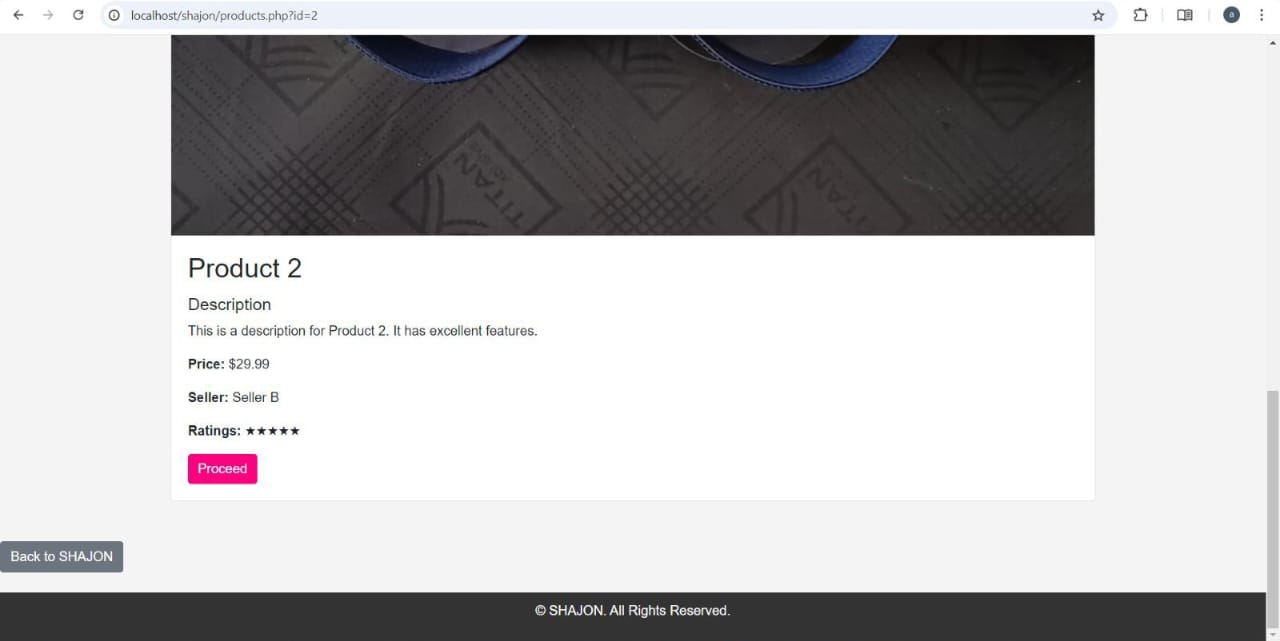 localhost/shajon/products.php?id=2
a
TITAN
TITAN
Product 2
Description
This is a description for Product 2. It has excellent features.
Price: $29.99
Seller: Seller B
Ratings: ★★★★★
Proceed
Back to SHAJON
© SHAJON. All Rights Reserved.